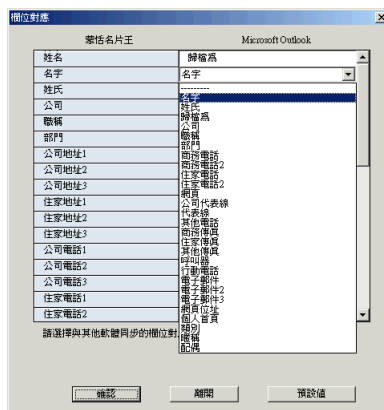 欄位對應
蒙恬名片王 Microsoft Outlook
姓名 歸檔為
名字 名字
姓氏
公司
職稱
部門
公司地址1
公司地址2
公司地址3
住家地址1
住家地址2
住家地址3
公司電話1
公司電話2
公司電話3
住家電話1
住家電話2
---------
名字
姓氏
歸檔為
公司
職稱
部門
商務電話
商務電話2
住家電話
住家電話2
網頁
公司代表線
代表線
其他電話
商務傳真
住家傳真
其他傳真
呼叫器
行動電話
電子郵件
電子郵件2
電子郵件3
網頁位址
個人首頁
類別
暱稱
配偶
請選擇與其他軟體同步的欄位對
確認 離開 預設值